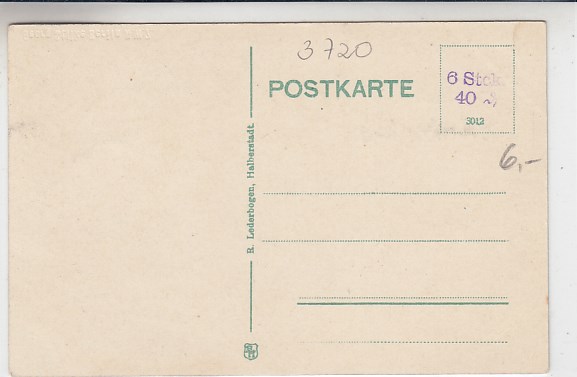 3720
POSTKARTE
6 Stck.
40 ₰
3012
6,-
R. Lederbogen, Halberstadt.